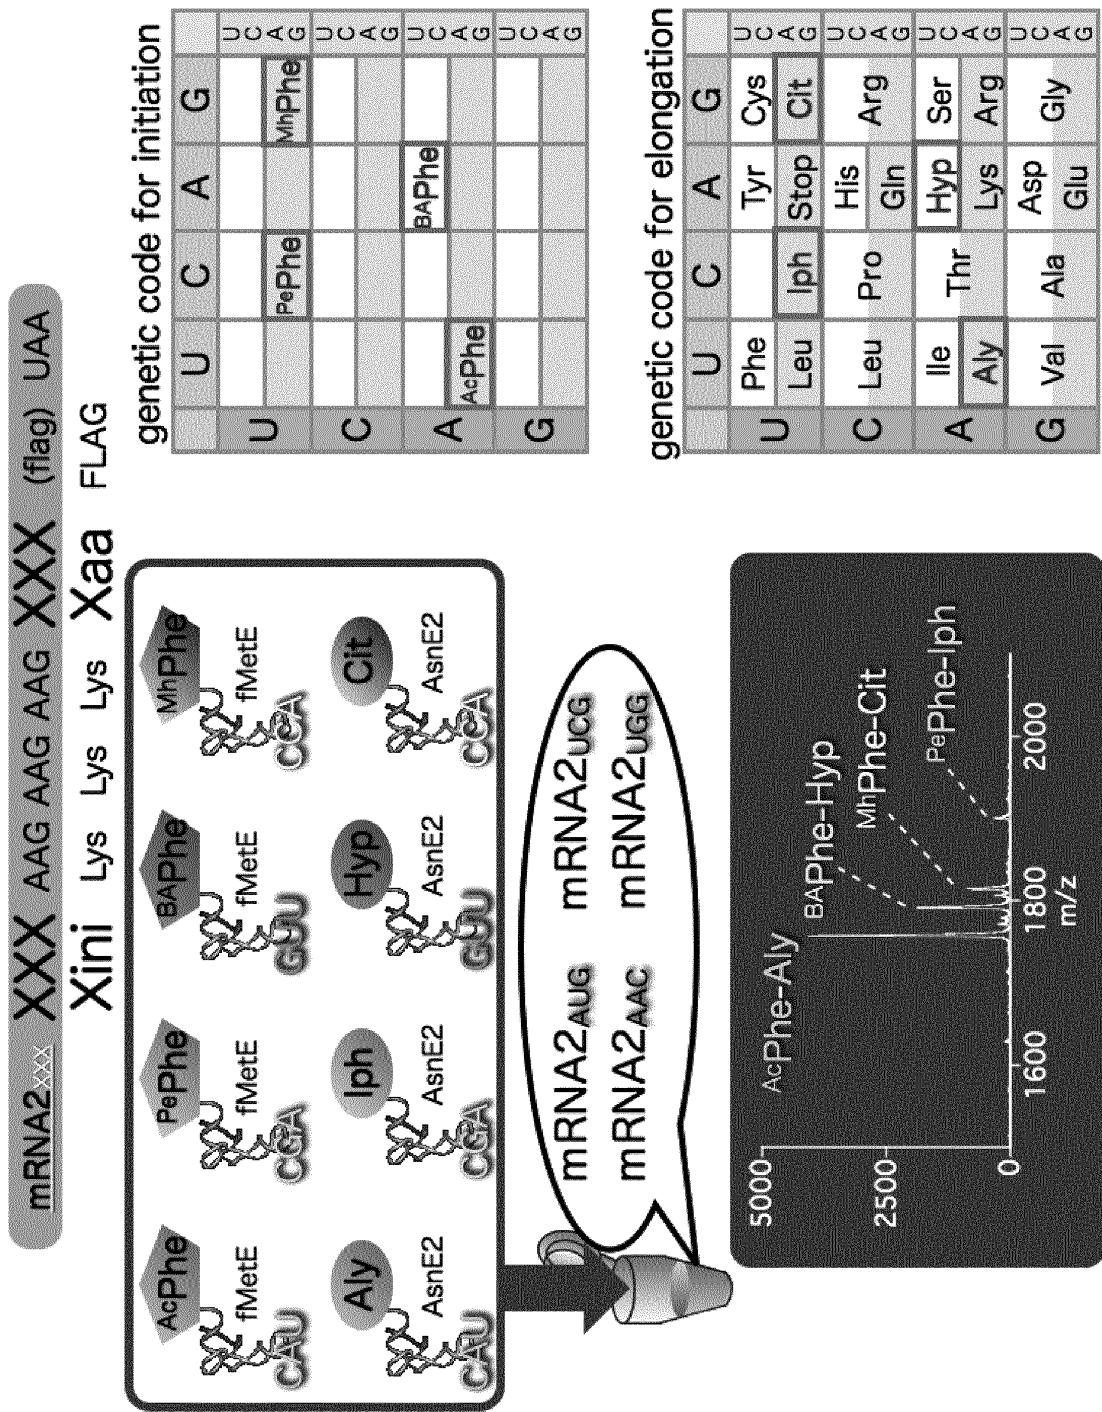 mRNA2XXX XXX AAG AAG AAG XXX (flag) UAA
Xini Lys Lys Lys Xaa FLAG
AcPhe PePhe BAPhe MhPhe
fMetE fMetE fMetE fMetE
CAU CGA GUU CCA
Aly Iph Hyp Cit
AsnE2 AsnE2 AsnE2 AsnE2
CAU CGA GUU CCA
mRNA2AUG mRNA2UCG
mRNA2AAC mRNA2UGG
AcPhe-Aly
BAPhe-Hyp
MhPhe-Cit
PePhe-Iph
5000
2500
0
1600 1800 2000
m/z
genetic code for initiation
U C A G
U
U
C
PePhe MhPhe A
G
C
U
C
A
G
A
BAPhe U
C
AcPhe A
G
G
U
C
A
G
genetic code for elongation
U C A G
U
Phe Tyr Cys U
C
Leu Iph Stop Cit A
G
C
Leu Pro His Arg U
C
Gln A
G
A
Ile Thr Hyp Ser U
C
Aly Lys Arg A
G
G
Val Ala Asp Gly U
C
Glu A
G